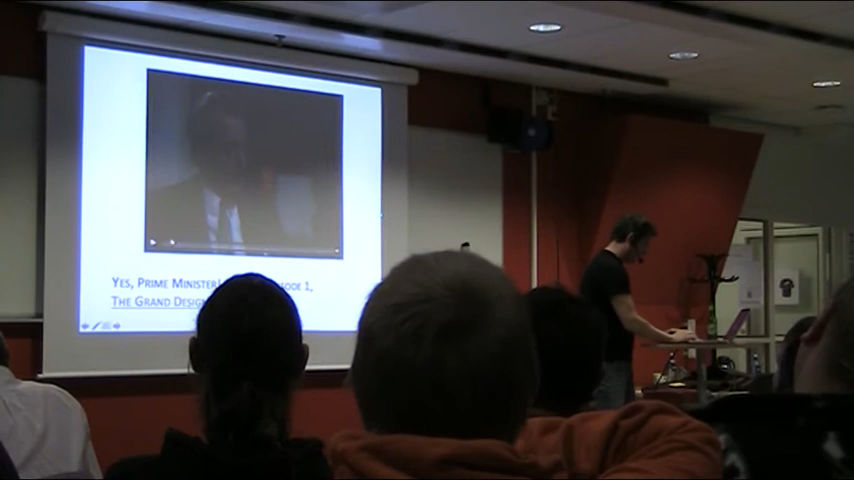 Yes, Prime Minister
The Grand Design